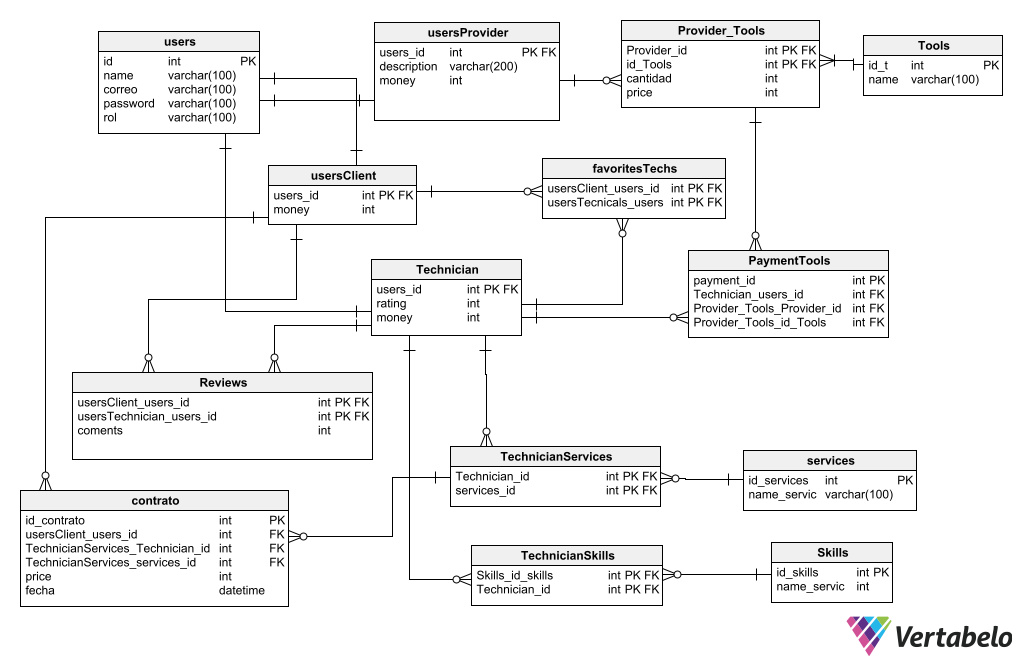 users
id int PK
name varchar(100)
correo varchar(100)
password varchar(100)
rol varchar(100)
usersProvider
users_id int PK FK
description varchar(200)
money int
Provider_Tools
Provider_id int PK FK
id_Tools int PK FK
cantidad int
price int
Tools
id_t int PK
name varchar(100)
usersClient
users_id int PK FK
money int
favoritesTechs
usersClient_users_id int PK FK
usersTecnicals_users int PK FK
Technician
users_id int PK FK
rating int
money int
PaymentTools
payment_id int PK
Technician_users_id int FK
Provider_Tools_Provider_id int FK
Provider_Tools_id_Tools int FK
Reviews
usersClient_users_id int PK FK
usersTechnician_users_id int PK FK
coments int
TechnicianServices
Technician_id int PK FK
services_id int PK FK
services
id_services int PK
name_servic varchar(100)
contrato
id_contrato int PK
usersClient_users_id int FK
TechnicianServices_Technician_id int FK
TechnicianServices_services_id int FK
price int
fecha datetime
TechnicianSkills
Skills_id_skills int PK FK
Technician_id int PK FK
Skills
id_skills int PK
name_servic int
Vertabelo